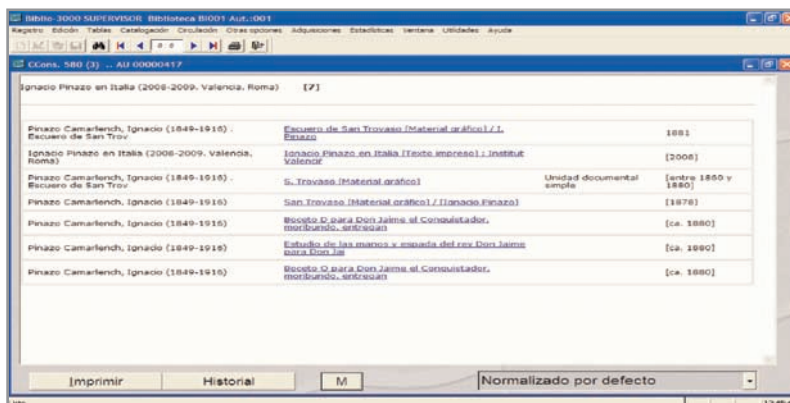 Biblio-3000 SUPERVISOR Biblioteca BI001 Aut.:001
Registro Edición Tablas Catalogación Circulación Otras opciones Adquisiciones Estadísticas Ventana Utilidades Ayuda
CCons. 580 (3) .. AU 00000417
Ignacio Pinazo en Italia (2008-2009. Valencia. Roma) [7]
Pinazo Camarlench, Ignacio (1849-1916) . Escuero de San Trovaso [Material gráfico] / I. 1881
Escuero de San Trov Pinazo
Ignacio Pinazo en Italia (2008-2009. Valencia. Ignacio Pinazo en Italia [Texto impreso] : Institut [2008]
Roma) Valencir
Pinazo Camarlench, Ignacio (1849-1916) . S. Trovaso [Material gráfico] Unidad documental [entre 1860 y
Escuero de San Trov simple 1880]
Pinazo Camarlench, Ignacio (1849-1916) San Trovaso [Material gráfico] / [Ignacio Pinazo] [1878]
Pinazo Camarlench, Ignacio (1849-1916) Boceto D para Don Jaime el Conquistador, [ca. 1880]
moribundo, entregan
Pinazo Camarlench, Ignacio (1849-1916) Estudio de las manos y espada del rey Don Jaime [ca. 1880]
para Don Jai
Pinazo Camarlench, Ignacio (1849-1916) Boceto O para Don Jaime el Conquistador, [ca. 1880]
moribundo, entregan
Imprimir Historial M Normalizado por defecto